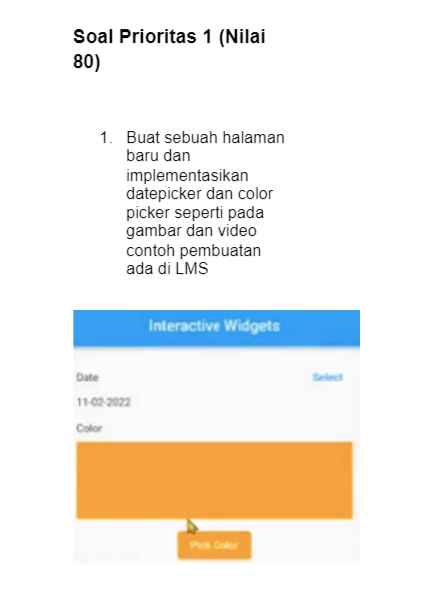 Soal Prioritas 1 (Nilai
80)
1. Buat sebuah halaman
baru dan
implementasikan
datepicker dan color
picker seperti pada
gambar dan video
contoh pembuatan
ada di LMS
Interactive Widgets
Date Select
11-02-2022
Color
Pick Color